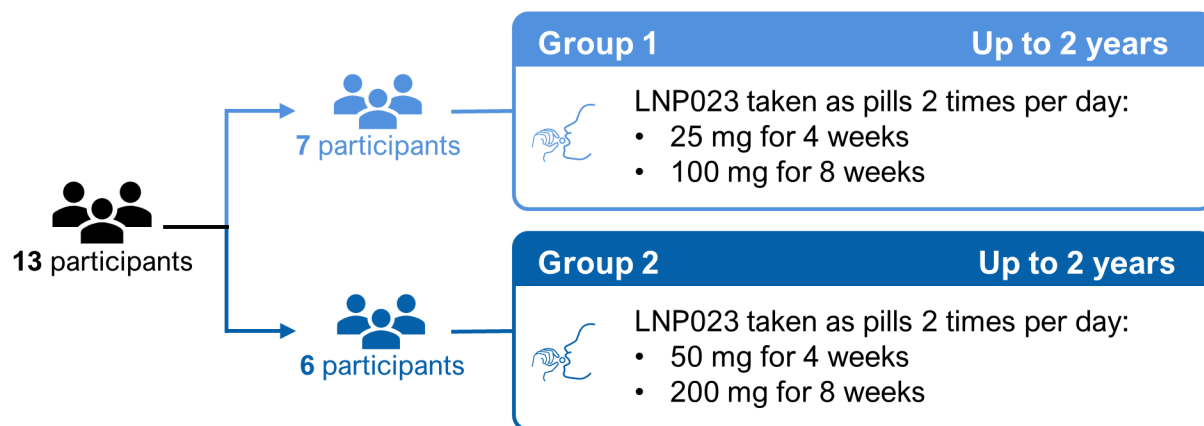 13 participants
7 participants
Group 1 Up to 2 years
LNP023 taken as pills 2 times per day:
• 25 mg for 4 weeks
• 100 mg for 8 weeks
6 participants
Group 2 Up to 2 years
LNP023 taken as pills 2 times per day:
• 50 mg for 4 weeks
• 200 mg for 8 weeks